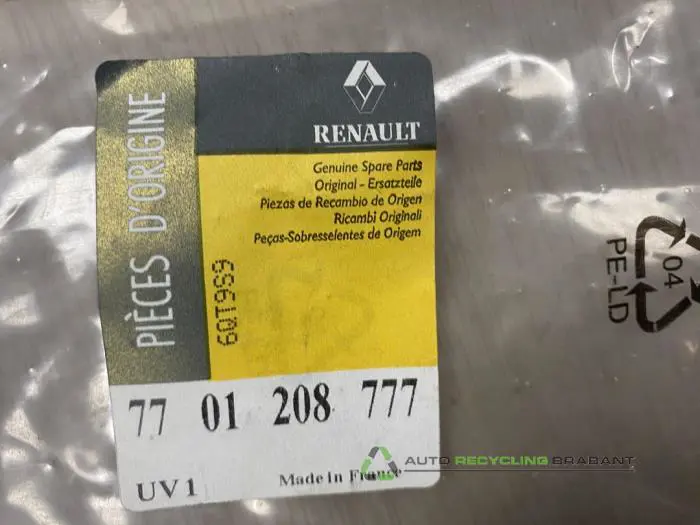 PIÈCES D'ORIGINE
RENAULT
Genuine Spare Parts
Original - Ersatzteile
Piezas de Recambio de Origen
Ricambi Originali
Peças-Sobresselentes de Origem
6QT9S9
77 01 208 777
UV1 Made in France
04
PE-LD
AUTO RECYCLING BRABANT